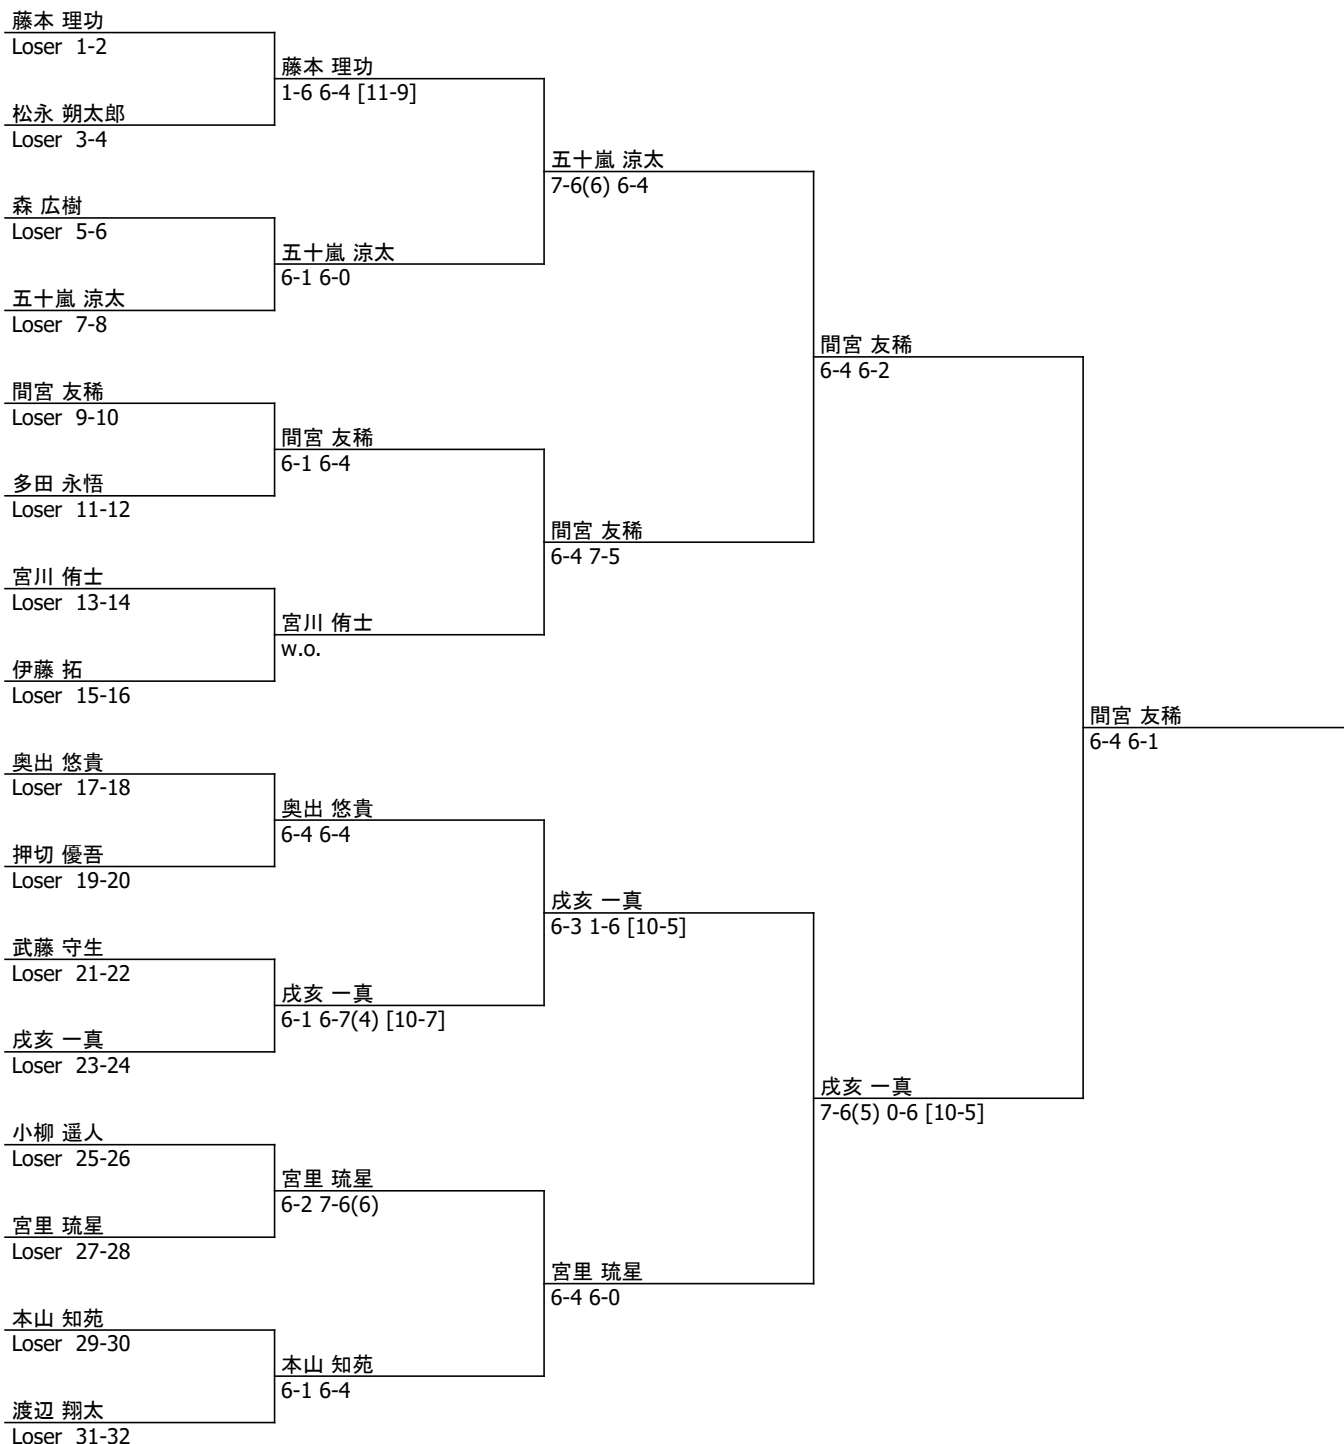 藤本 理功
Loser 1-2
藤本 理功
1-6 6-4 [11-9]
松永 朔太郎
Loser 3-4
五十嵐 涼太
7-6(6) 6-4
森 広樹
Loser 5-6
五十嵐 涼太
6-1 6-0
五十嵐 涼太
Loser 7-8
間宮 友稀
6-4 6-2
間宮 友稀
Loser 9-10
間宮 友稀
6-1 6-4
多田 永悟
Loser 11-12
間宮 友稀
6-4 7-5
宮川 侑士
Loser 13-14
宮川 侑士
w.o.
伊藤 拓
Loser 15-16
間宮 友稀
6-4 6-1
奥出 悠貴
Loser 17-18
奥出 悠貴
6-4 6-4
押切 優吾
Loser 19-20
戌亥 一真
6-3 1-6 [10-5]
武藤 守生
Loser 21-22
戌亥 一真
6-1 6-7(4) [10-7]
戌亥 一真
Loser 23-24
戌亥 一真
7-6(5) 0-6 [10-5]
小柳 遥人
Loser 25-26
宮里 琉星
6-2 7-6(6)
宮里 琉星
Loser 27-28
宮里 琉星
6-4 6-0
本山 知苑
Loser 29-30
本山 知苑
6-1 6-4
渡辺 翔太
Loser 31-32